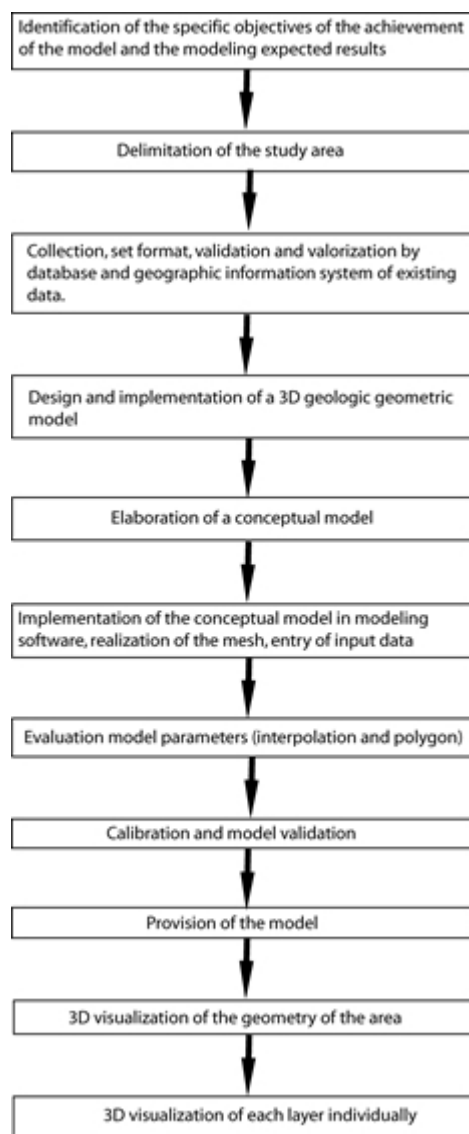 Identification of the specific objectives of the achievement
of the model and the modeling expected results
Delimitation of the study area
Collection, set format, validation and valorization by
database and geographic information system of existing
data.
Design and implementation of a 3D geologic geometric
model
Elaboration of a conceptual model
Implementation of the conceptual model in modeling
software, realization of the mesh, entry of input data
Evaluation model parameters (interpolation and polygon)
Calibration and model validation
Provision of the model
3D visualization of the geometry of the area
3D visualization of each layer individually